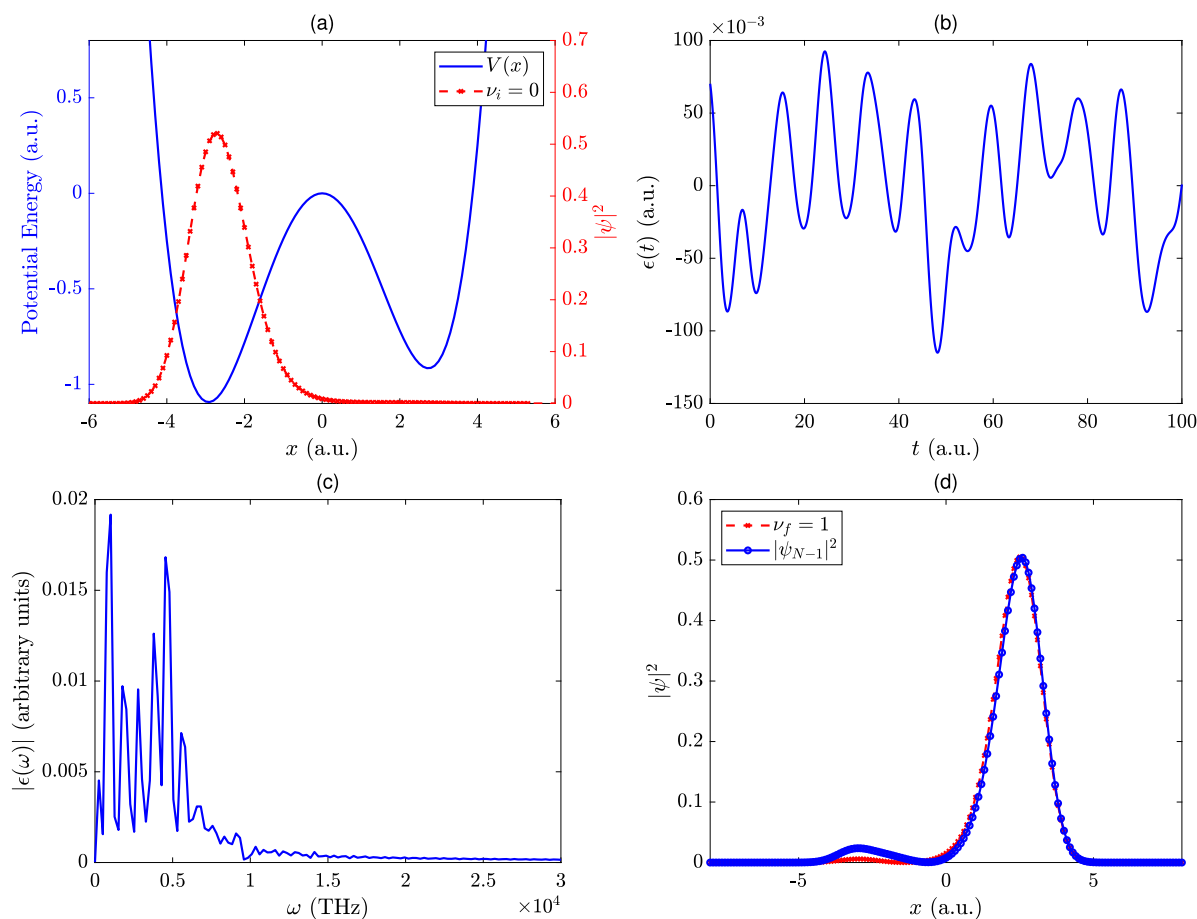 (a)
0.5
0
-0.5
-1
Potential Energy (a.u.)
-6 -4 -2 0 2 4 6
x (a.u.)
0.7
0.6
0.5
0.4
0.3
0.2
0.1
0
|ψ|²
V(x)
ν_i = 0
(b)
×10⁻³
100
50
0
-50
-100
-150
ϵ(t) (a.u.)
0 20 40 60 80 100
t (a.u.)
(c)
0.02
0.015
0.01
0.005
0
|ϵ(ω)| (arbitrary units)
0 0.5 1 1.5 2 2.5 3
ω (THz)
×10⁴
(d)
0.6
0.5
0.4
0.3
0.2
0.1
0
|ψ|²
ν_f = 1
|ψ_{N−1}|²
-5 0 5
x (a.u.)